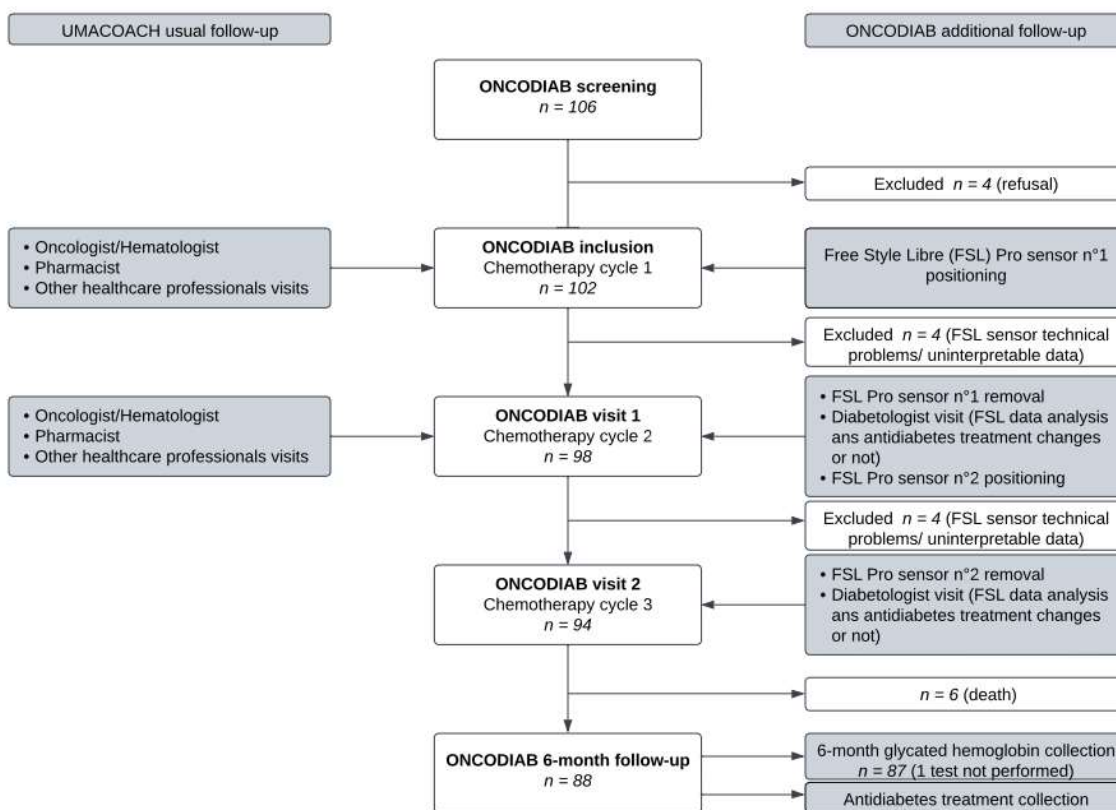 UMACOACH usual follow-up
ONCODIAB additional follow-up
ONCODIAB screening
n = 106
Excluded n = 4 (refusal)
• Oncologist/Hematologist
• Pharmacist
• Other healthcare professionals visits
ONCODIAB inclusion
Chemotherapy cycle 1
n = 102
Free Style Libre (FSL) Pro sensor n°1
positioning
Excluded n = 4 (FSL sensor technical
problems/ uninterpretable data)
• Oncologist/Hematologist
• Pharmacist
• Other healthcare professionals visits
ONCODIAB visit 1
Chemotherapy cycle 2
n = 98
• FSL Pro sensor n°1 removal
• Diabetologist visit (FSL data analysis
ans antidiabetes treatment changes
or not)
• FSL Pro sensor n°2 positioning
Excluded n = 4 (FSL sensor technical
problems/ uninterpretable data)
ONCODIAB visit 2
Chemotherapy cycle 3
n = 94
• FSL Pro sensor n°2 removal
• Diabetologist visit (FSL data analysis
ans antidiabetes treatment changes
or not)
n = 6 (death)
ONCODIAB 6-month follow-up
n = 88
6-month glycated hemoglobin collection
n = 87 (1 test not performed)
Antidiabetes treatment collection